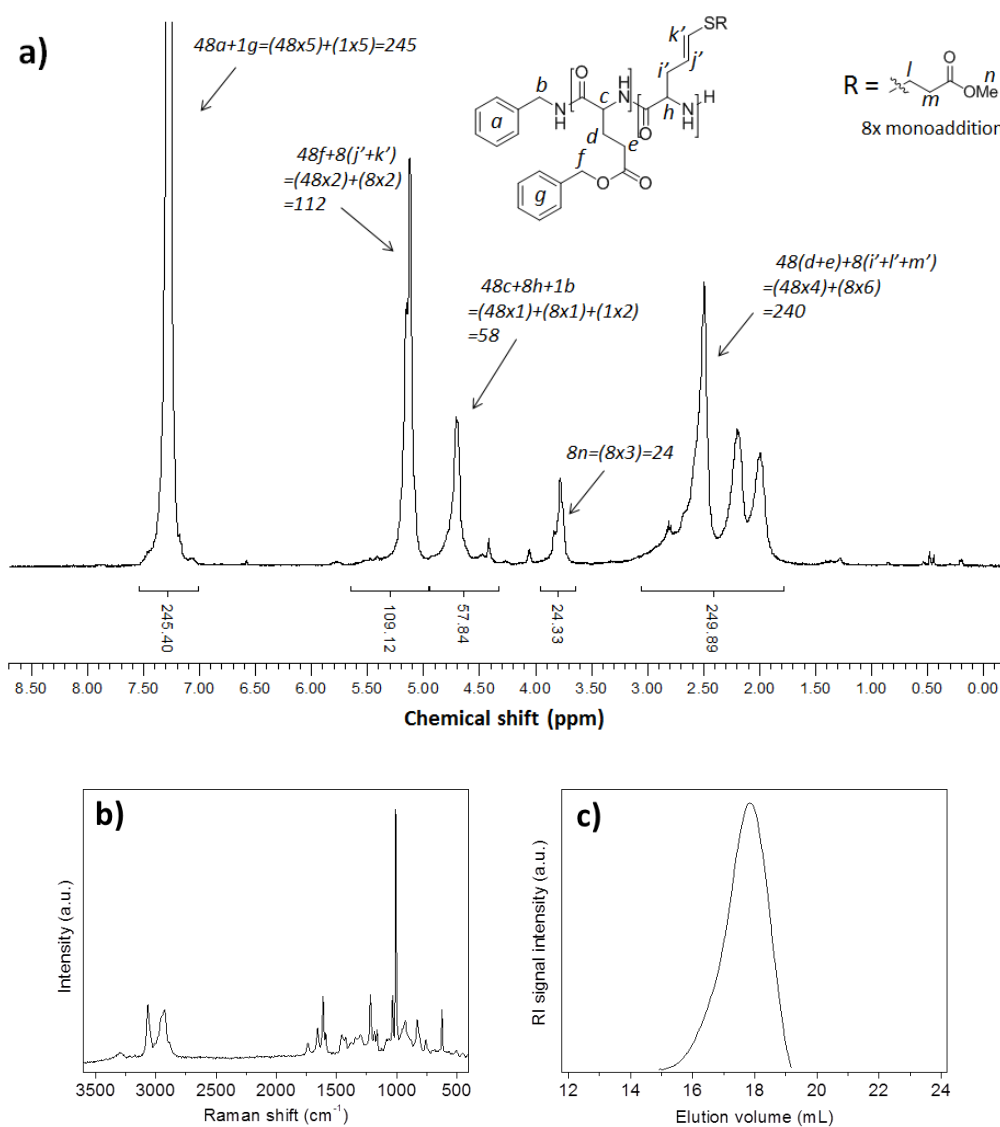 a)
48a+1g=(48x5)+(1x5)=245
SR
k'
j'
i'
O
H
N
b
c
h
N
H
H
a
O
N
H
d
e
f
O
O
g
R =
l
m
O
n
OMe
8x monoaddition
48f+8(j'+k')
=(48x2)+(8x2)
=112
48c+8h+1b
=(48x1)+(8x1)+(1x2)
=58
48(d+e)+8(i'+l'+m')
=(48x4)+(8x6)
=240
8n=(8x3)=24
245.40
109.12
57.84
24.33
249.89
8.50 8.00 7.50 7.00 6.50 6.00 5.50 5.00 4.50 4.00 3.50 3.00 2.50 2.00 1.50 1.00 0.50 0.00
Chemical shift (ppm)
b)
Intensity (a.u.)
3500 3000 2500 2000 1500 1000 500
Raman shift (cm⁻¹)
c)
RI signal intensity (a.u.)
12 14 16 18 20 22 24
Elution volume (mL)